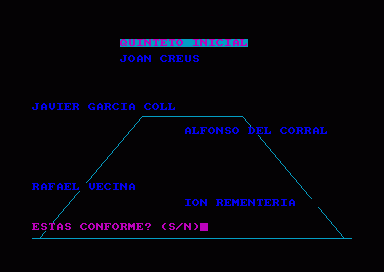 QUINTETO INICIAL
JOAN CREUS
JAVIER GARCIA COLL
ALFONSO DEL CORRAL
RAFAEL VECINA
ION REMENTERIA
ESTAS CONFORME? (S/N)